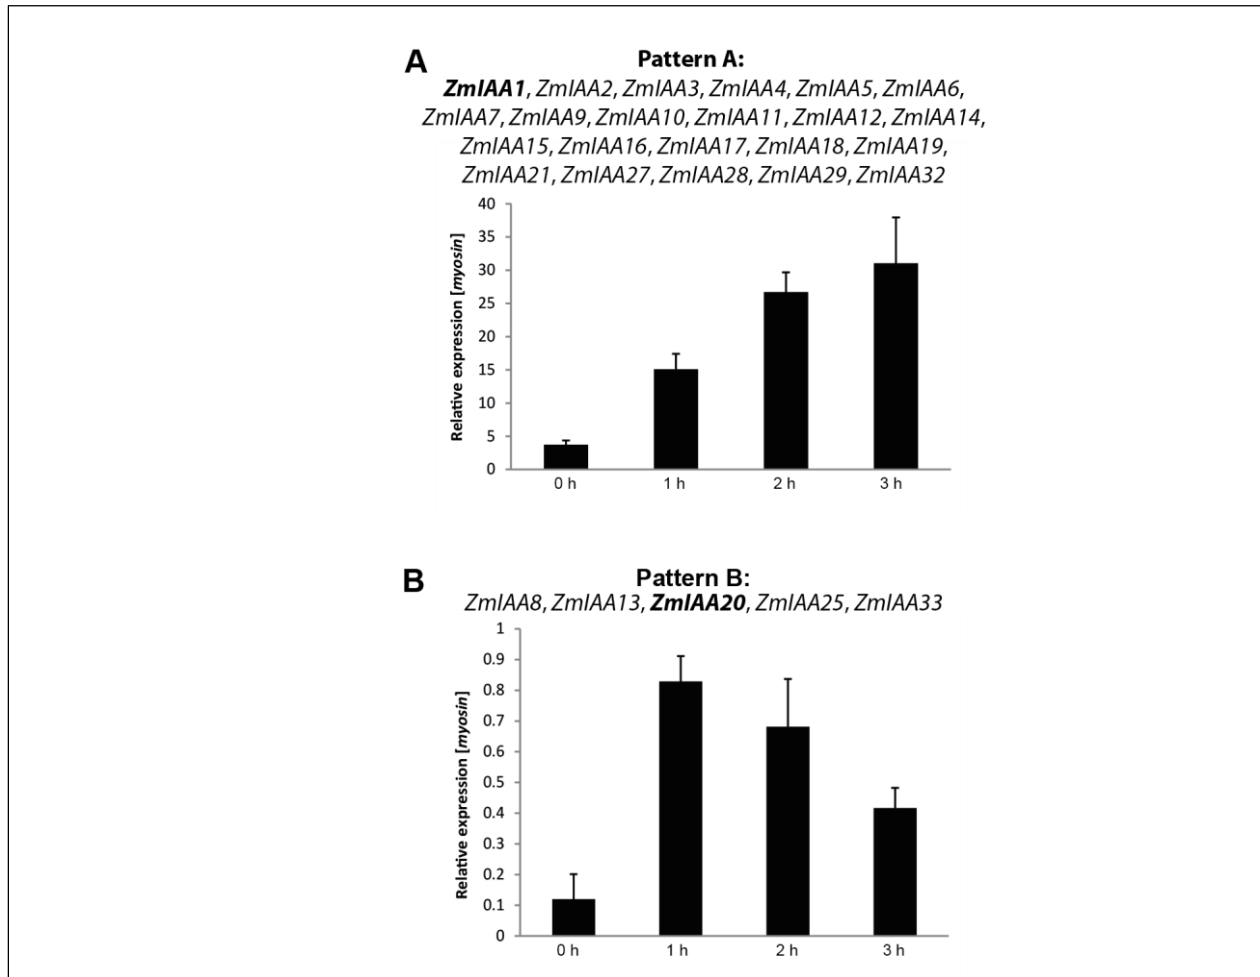 A
Pattern A:
ZmIAA1, ZmIAA2, ZmIAA3, ZmIAA4, ZmIAA5, ZmIAA6,
ZmIAA7, ZmIAA9, ZmIAA10, ZmIAA11, ZmIAA12, ZmIAA14,
ZmIAA15, ZmIAA16, ZmIAA17, ZmIAA18, ZmIAA19,
ZmIAA21, ZmIAA27, ZmIAA28, ZmIAA29, ZmIAA32
Relative expression [myosin]
40
35
30
25
20
15
10
5
0
0 h 1 h 2 h 3 h
B
Pattern B:
ZmIAA8, ZmIAA13, ZmIAA20, ZmIAA25, ZmIAA33
Relative expression [myosin]
1
0.9
0.8
0.7
0.6
0.5
0.4
0.3
0.2
0.1
0
0 h 1 h 2 h 3 h